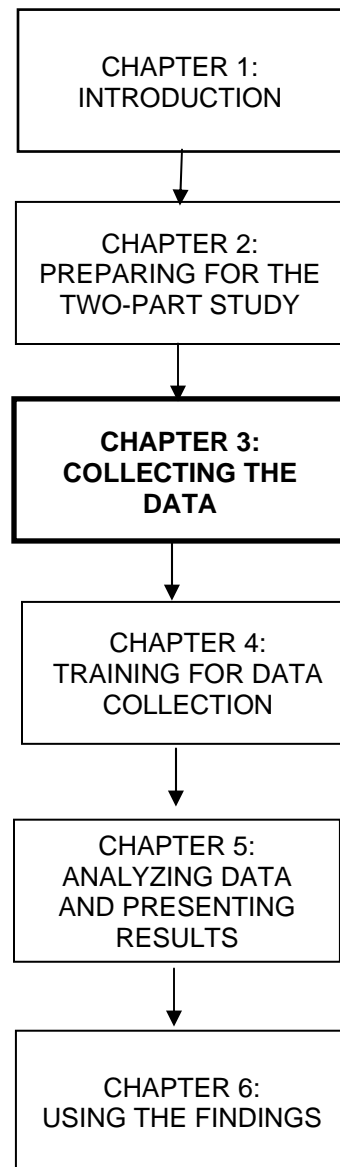 CHAPTER 1:
INTRODUCTION
CHAPTER 2:
PREPARING FOR THE
TWO-PART STUDY
CHAPTER 3:
COLLECTING THE
DATA
CHAPTER 4:
TRAINING FOR DATA
COLLECTION
CHAPTER 5:
ANALYZING DATA
AND PRESENTING
RESULTS
CHAPTER 6:
USING THE FINDINGS